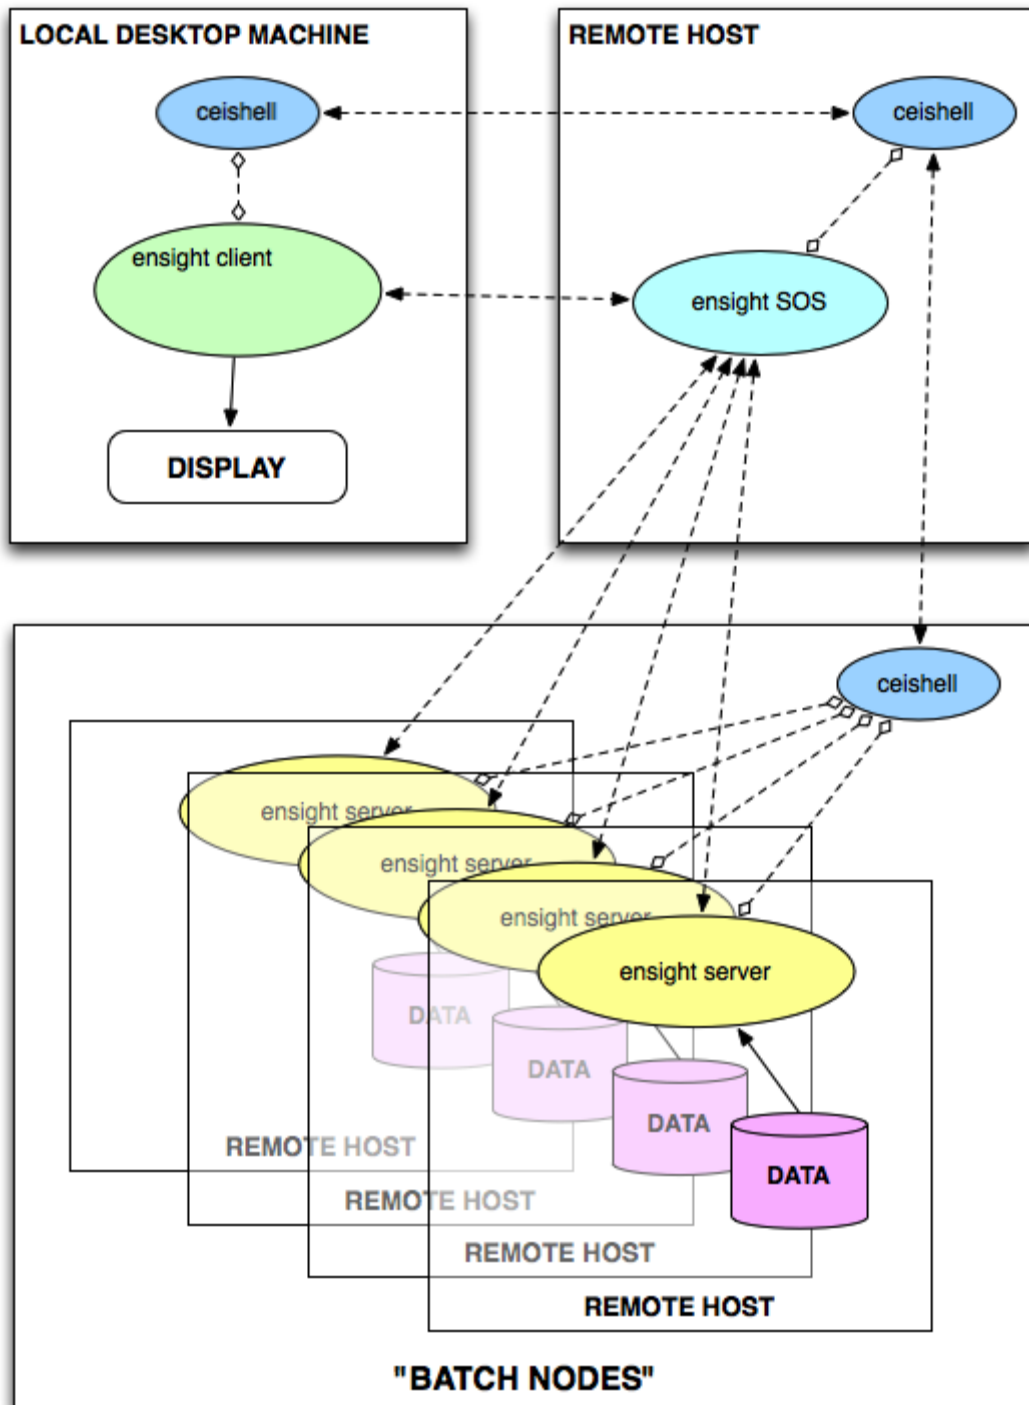 LOCAL DESKTOP MACHINE
REMOTE HOST
ceishell
ceishell
ensight client
ensight SOS
DISPLAY
ceishell
ensight server
ensight server
ensight server
ensight server
DATA
DATA
DATA
DATA
REMOTE HOST
REMOTE HOST
REMOTE HOST
REMOTE HOST
"BATCH NODES"